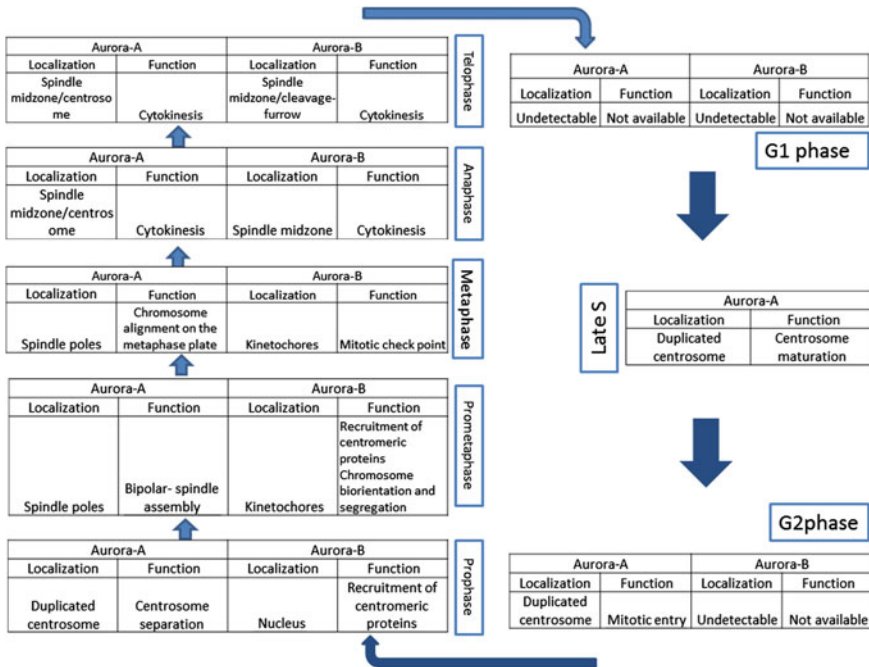 Aurora-A Aurora-B
Localization Function Localization Function
Spindle
midzone/centroso
me Cytokinesis Spindle
midzone/cleavage-
furrow Cytokinesis
Telophase
Aurora-A Aurora-B
Localization Function Localization Function
Spindle
midzone/centros
ome Cytokinesis Spindle midzone Cytokinesis
Anaphase
Aurora-A Aurora-B
Localization Function Localization Function
Spindle poles
Chromosome
alignment on the
metaphase plate
Kinetochores Mitotic check point
Metaphase
Aurora-A Aurora-B
Localization Function Localization Function
Spindle poles
Bipolar- spindle
assembly
Kinetochores
Recruitment of
centromeric
proteins
Chromosome
biorientation and
segregation
Prometaphase
Aurora-A Aurora-B
Localization Function Localization Function
Duplicated
centrosome
Centrosome
separation
Nucleus
Recruitment of
centromeric
proteins
Prophase
Aurora-A Aurora-B
Localization Function Localization Function
Undetectable Not available Undetectable Not available
G1 phase
Late S
Aurora-A
Localization Function
Duplicated
centrosome
Centrosome
maturation
G2phase
Aurora-A Aurora-B
Localization Function Localization Function
Duplicated
centrosome
Mitotic entry Undetectable Not available